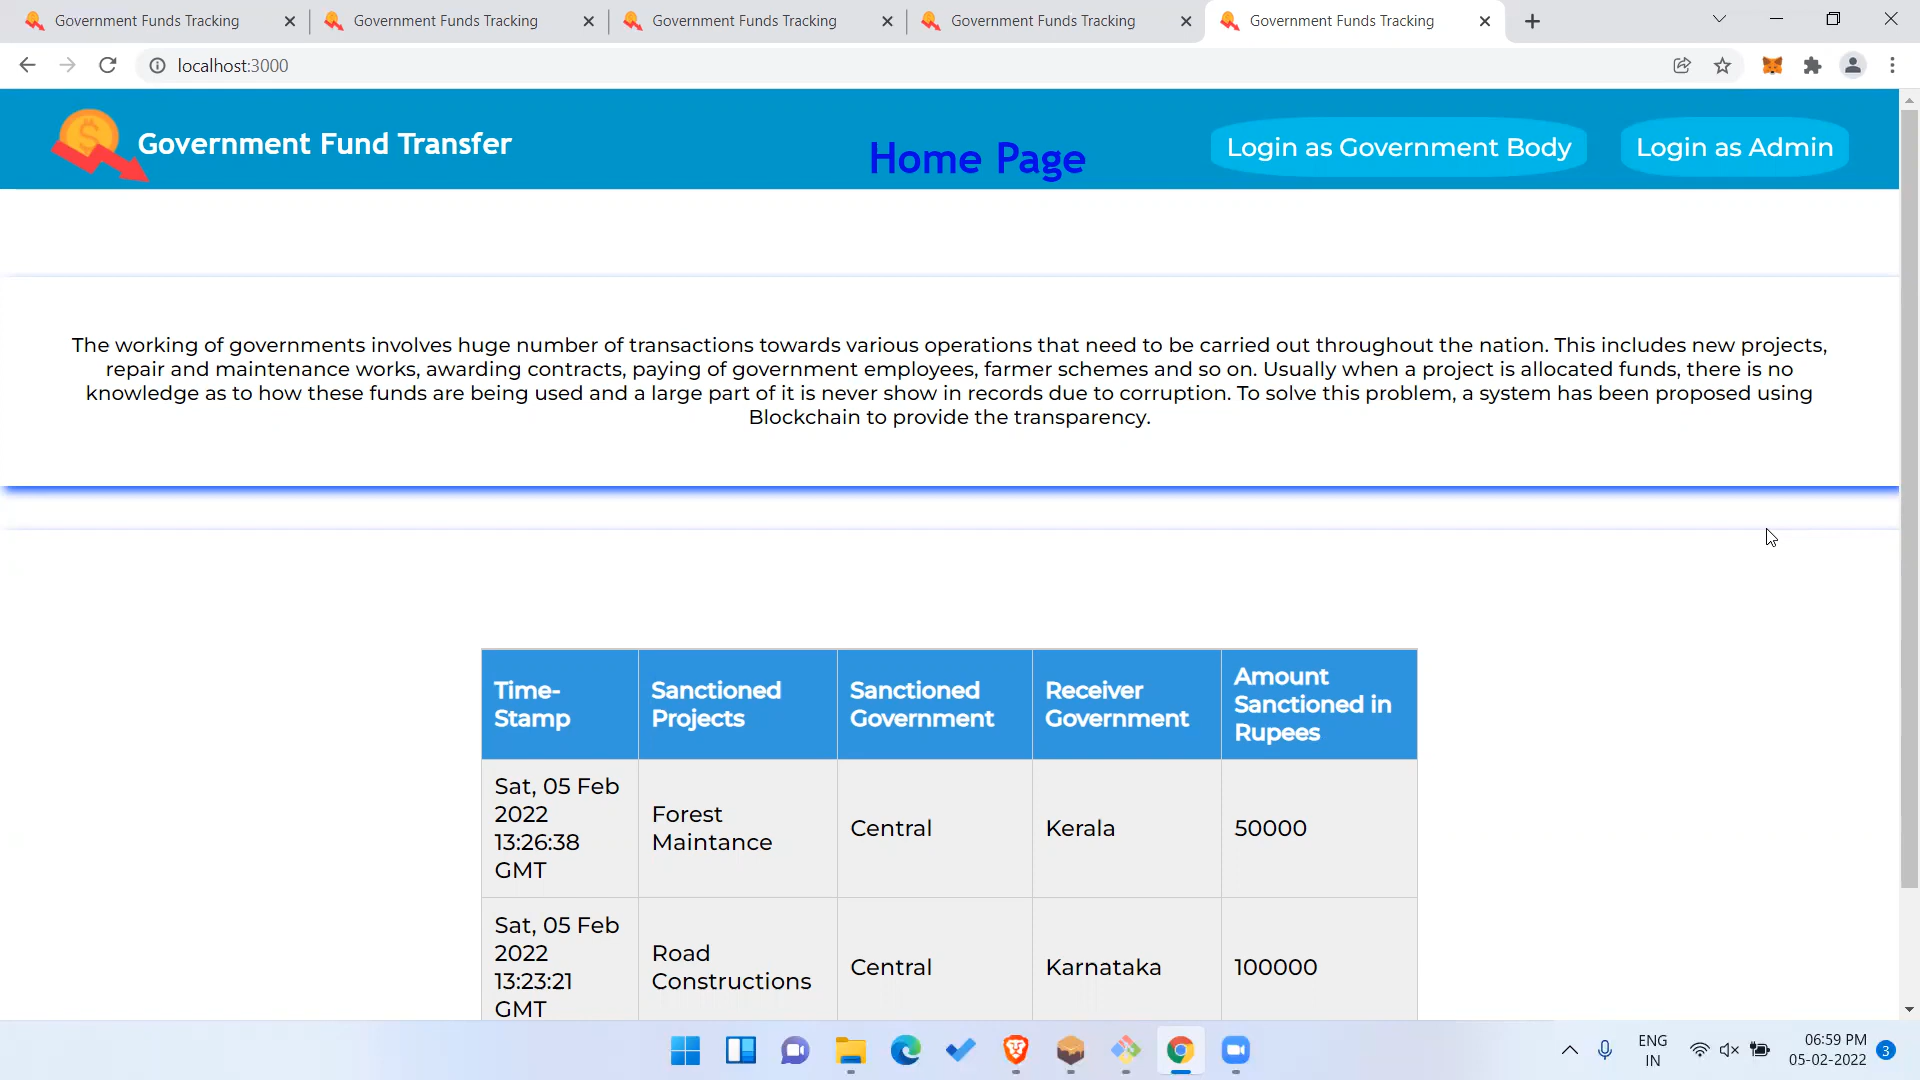 Government Funds Tracking
Government Funds Tracking
Government Funds Tracking
Government Funds Tracking
Government Funds Tracking
localhost:3000
Government Fund Transfer
Home Page
Login as Government Body
Login as Admin
The working of governments involves huge number of transactions towards various operations that need to be carried out throughout the nation. This includes new projects,
repair and maintenance works, awarding contracts, paying of government employees, farmer schemes and so on. Usually when a project is allocated funds, there is no
knowledge as to how these funds are being used and a large part of it is never show in records due to corruption. To solve this problem, a system has been proposed using
Blockchain to provide the transparency.
Time-
Stamp
Sanctioned
Projects
Sanctioned
Government
Receiver
Government
Amount
Sanctioned in
Rupees
Sat, 05 Feb
2022
13:26:38
GMT
Forest
Maintance
Central
Kerala
50000
Sat, 05 Feb
2022
13:23:21
GMT
Road
Constructions
Central
Karnataka
100000
ENG
IN
06:59 PM
05-02-2022
3